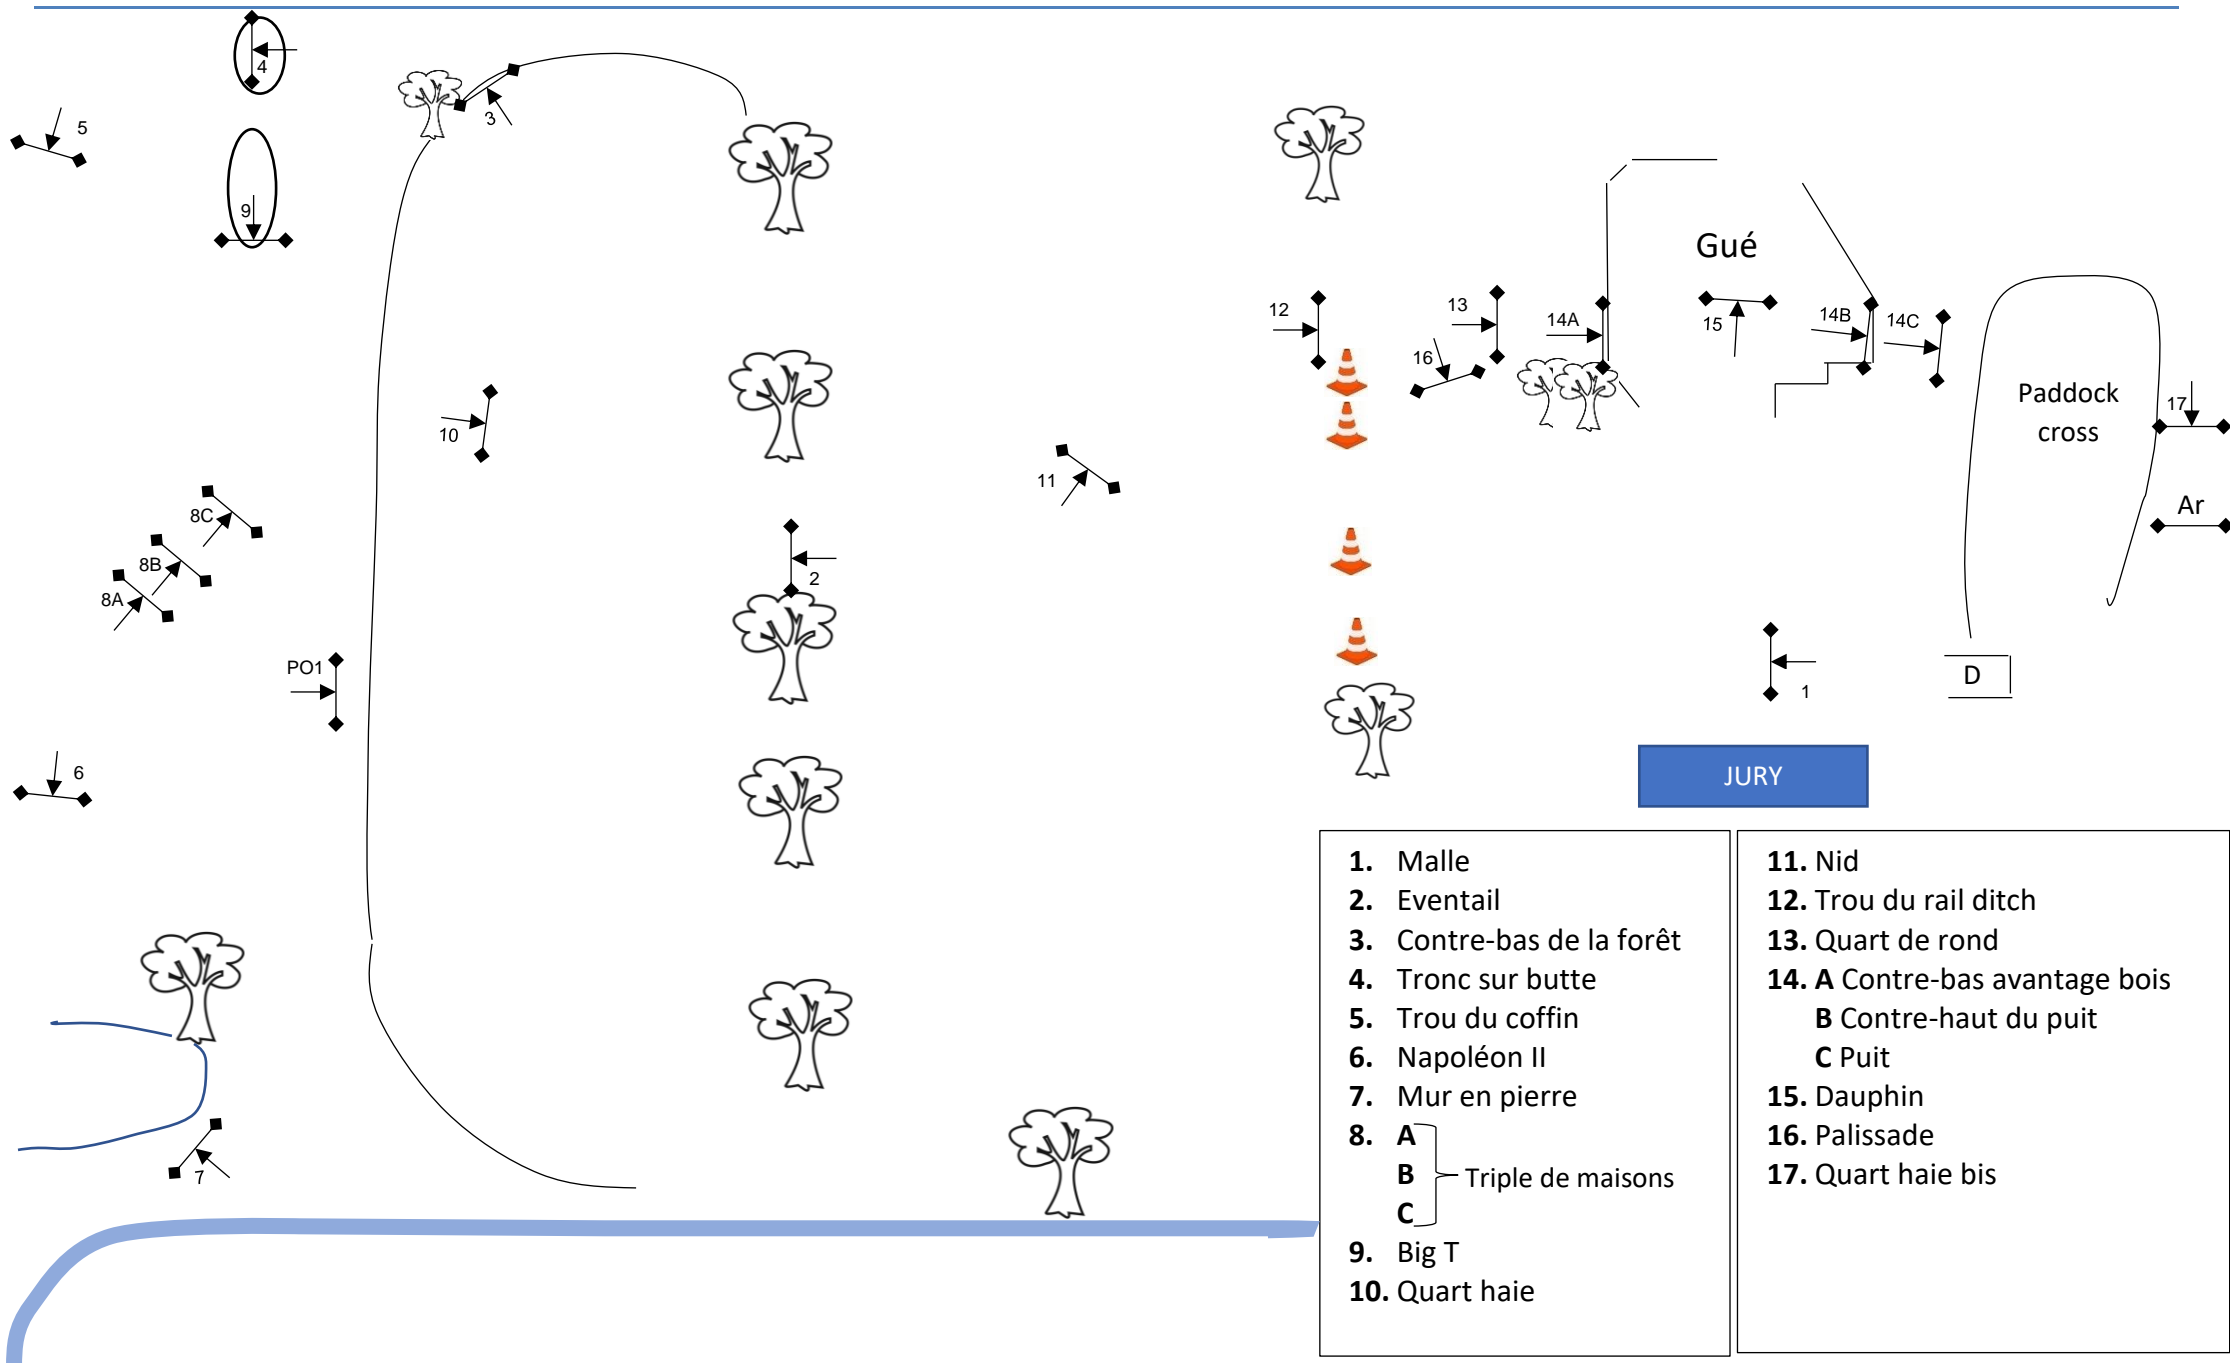 4
5
3
9
Gué
12
13
14A
15
14B
14C
16
Paddock
cross
17
10
11
Ar
8C
8B
8A
2
PO1
1
D
6
JURY
7
1. Malle
2. Eventail
3. Contre-bas de la forêt
4. Tronc sur butte
5. Trou du coffin
6. Napoléon II
7. Mur en pierre
8. A
B
Triple de maisons
C
9. Big T
10. Quart haie
11. Nid
12. Trou du rail ditch
13. Quart de rond
14. A Contre-bas avantage bois
B Contre-haut du puit
C Puit
15. Dauphin
16. Palissade
17. Quart haie bis